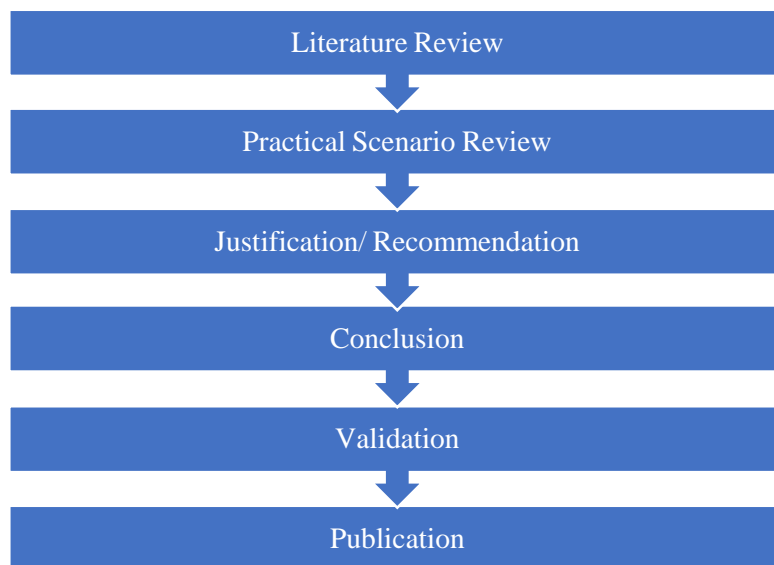 Literature Review
Practical Scenario Review
Justification/ Recommendation
Conclusion
Validation
Publication